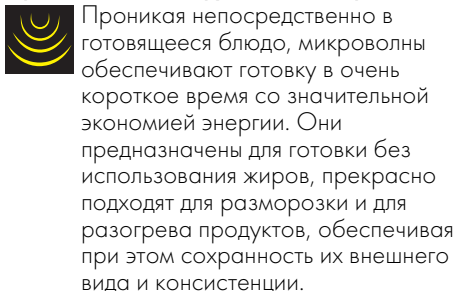 Проникая непосредственно в
готовящееся блюдо, микроволны
обеспечивают готовку в очень
короткое время со значительной
экономией энергии. Они
предназначены для готовки без
использования жиров, прекрасно
подходят для разморозки и для
разогрева продуктов, обеспечивая
при этом сохранность их внешнего
вида и консистенции.